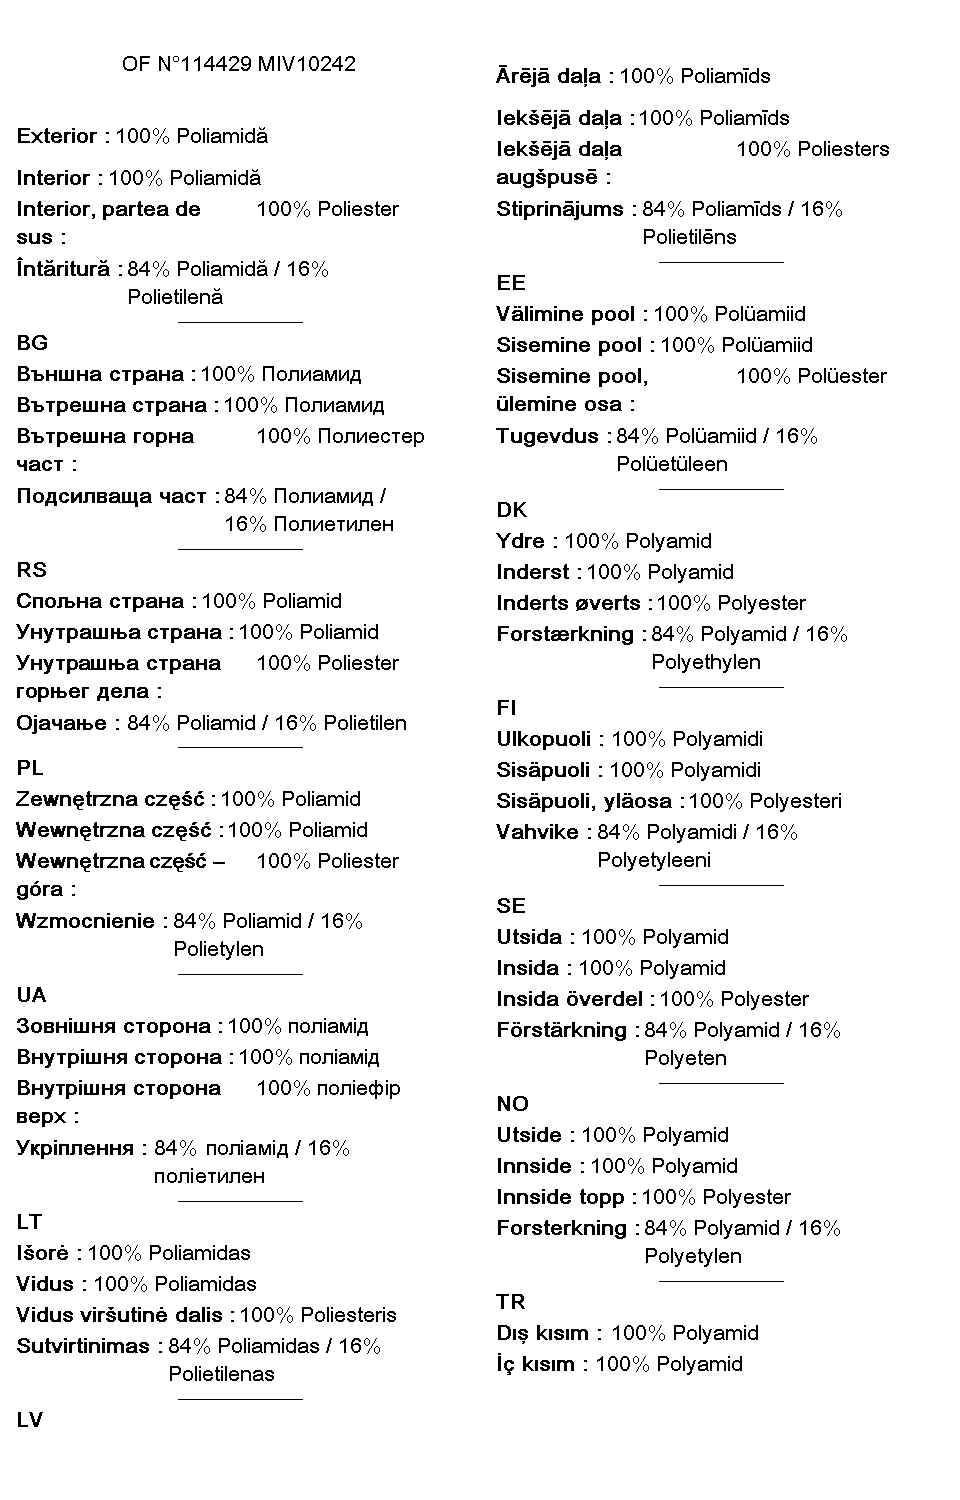 OF N°114429 MIV10242
Exterior : 100% Poliamidă
Interior : 100% Poliamidă
Interior, partea de 100% Poliester
sus :
Întăritură : 84% Poliamidă / 16%
Polietilenă
BG
Външна страна : 100% Полиамид
Вътрешна страна : 100% Полиамид
Вътрешна горна 100% Полиестер
част :
Подсилваща част : 84% Полиамид /
16% Полиетилен
RS
Спољна страна : 100% Poliamid
Унутрашња страна : 100% Poliamid
Унутрашња страна 100% Poliester
горњег дела :
Ојачање : 84% Poliamid / 16% Polietilen
PL
Zewnętrzna część : 100% Poliamid
Wewnętrzna część : 100% Poliamid
Wewnętrzna część – 100% Poliester
góra :
Wzmocnienie : 84% Poliamid / 16%
Polietylen
UA
Зовнішня сторона : 100% поліамід
Внутрішня сторона : 100% поліамід
Внутрішня сторона 100% поліефір
верх :
Укріплення : 84% поліамід / 16%
поліетилен
LT
Išorė : 100% Poliamidas
Vidus : 100% Poliamidas
Vidus viršutinė dalis : 100% Poliesteris
Sutvirtinimas : 84% Poliamidas / 16%
Polietilenas
LV
Ārējā daļa : 100% Poliamīds
Iekšējā daļa : 100% Poliamīds
Iekšējā daļa 100% Poliesters
augšpusē :
Stiprinājums : 84% Poliamīds / 16%
Polietilēns
EE
Välimine pool : 100% Polüamiid
Sisemine pool : 100% Polüamiid
Sisemine pool, 100% Polüester
ülemine osa :
Tugevdus : 84% Polüamiid / 16%
Polüetüleen
DK
Ydre : 100% Polyamid
Inderst : 100% Polyamid
Inderts øverts : 100% Polyester
Forstærkning : 84% Polyamid / 16%
Polyethylen
FI
Ulkopuoli : 100% Polyamidi
Sisäpuoli : 100% Polyamidi
Sisäpuoli, yläosa : 100% Polyesteri
Vahvike : 84% Polyamidi / 16%
Polyetyleeni
SE
Utsida : 100% Polyamid
Insida : 100% Polyamid
Insida överdel : 100% Polyester
Förstärkning : 84% Polyamid / 16%
Polyeten
NO
Utside : 100% Polyamid
Innside : 100% Polyamid
Innside topp : 100% Polyester
Forsterkning : 84% Polyamid / 16%
Polyetylen
TR
Dış kısım : 100% Polyamid
İç kısım : 100% Polyamid